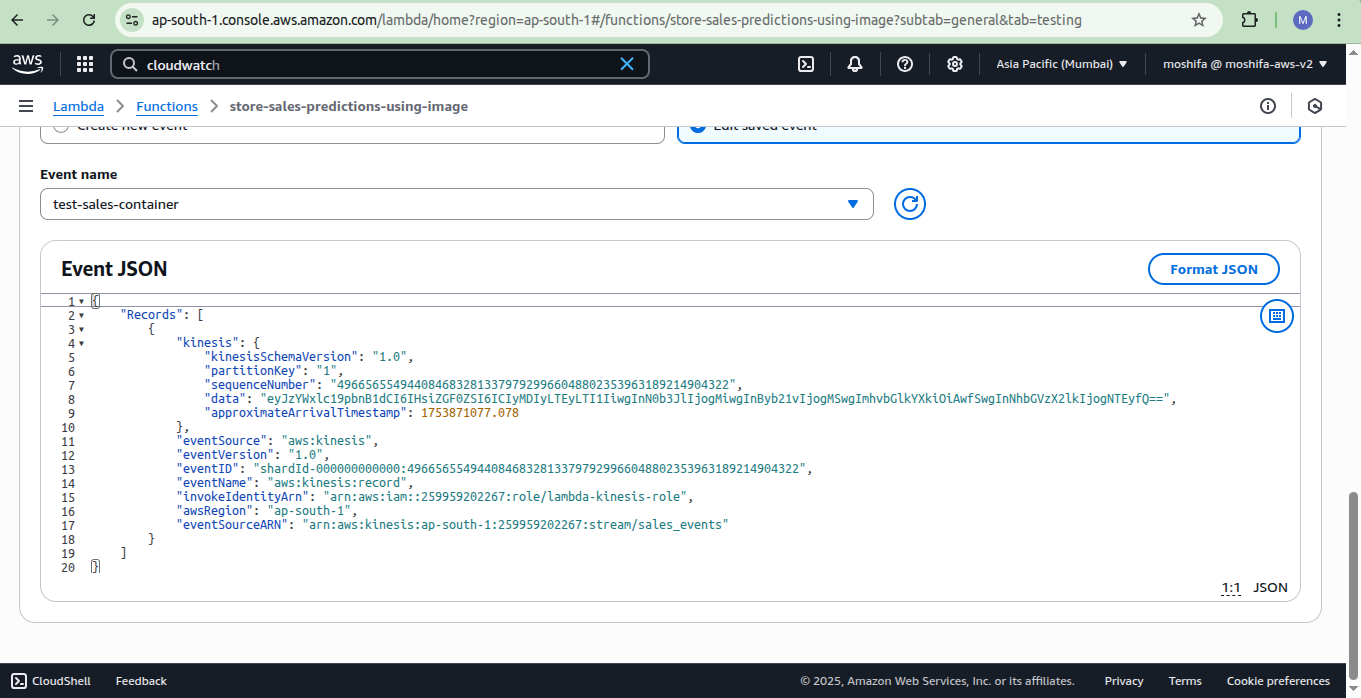 ap-south-1.console.aws.amazon.com/lambda/home?region=ap-south-1#/functions/store-sales-predictions-using-image?subtab=general&tab=testing
M
aws
cloudwatch
Asia Pacific (Mumbai)
moshifa @ moshifa-aws-v2
Lambda
Functions
store-sales-predictions-using-image
Create new event
Edit saved event
Event name
test-sales-container
Event JSON
Format JSON
1 {
2 "Records": [
3 {
4 "kinesis": {
5 "kinesisSchemaVersion": "1.0",
6 "partitionKey": "1",
7 "sequenceNumber": "49665655494408468328133797929966048802353963189214904322",
8 "data": "eyJzYWxlc19pbnB1dCI6IHsiZGF0ZSI6ICIyMDIyLTEyLTI1IiwgInN0b3JlIjogMiwgInByb21vIjogMSwgImhvbGlkYXkiOiAwfSwgInNhbGVzX2lkIjogNTEyfQ==",
9 "approximateArrivalTimestamp": 1753871077.078
10 },
11 "eventSource": "aws:kinesis",
12 "eventVersion": "1.0",
13 "eventID": "shardId-000000000000:49665655494408468328133797929966048802353963189214904322",
14 "eventName": "aws:kinesis:record",
15 "invokeIdentityArn": "arn:aws:iam::259959202267:role/lambda-kinesis-role",
16 "awsRegion": "ap-south-1",
17 "eventSourceARN": "arn:aws:kinesis:ap-south-1:259959202267:stream/sales_events"
18 }
19 ]
20 }
1:1 JSON
CloudShell
Feedback
© 2025, Amazon Web Services, Inc. or its affiliates.
Privacy
Terms
Cookie preferences